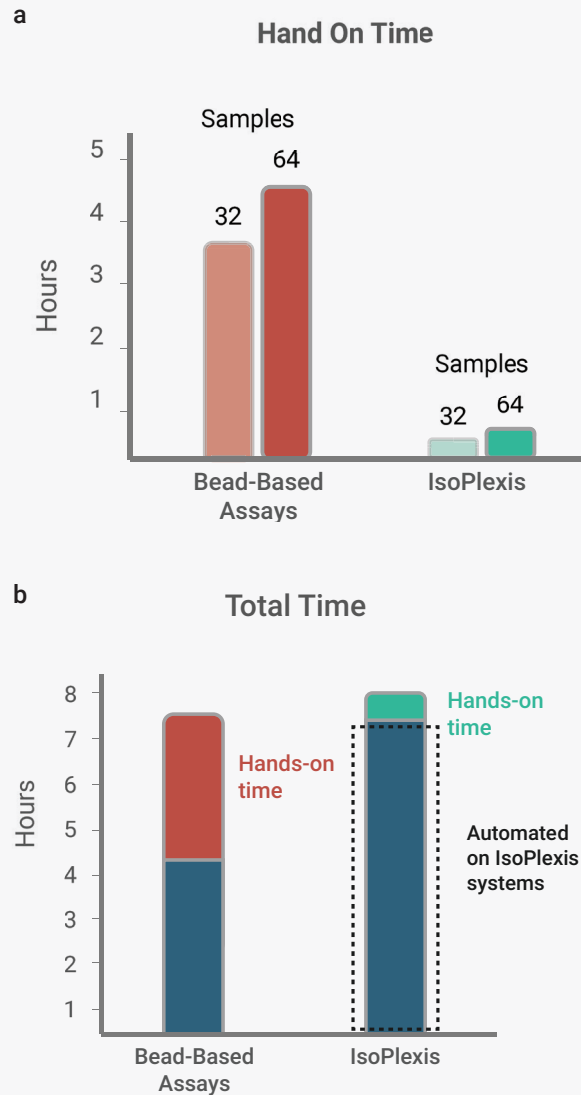 a
Hand On Time
Samples
64
32
5
4
3
2
1
Hours
Samples
32
64
Bead-Based
Assays
IsoPlexis
b
Total Time
8
7
6
5
4
3
2
1
Hours
Hands-on
time
Hands-on
time
Automated
on IsoPlexis
systems
Bead-Based
Assays
IsoPlexis